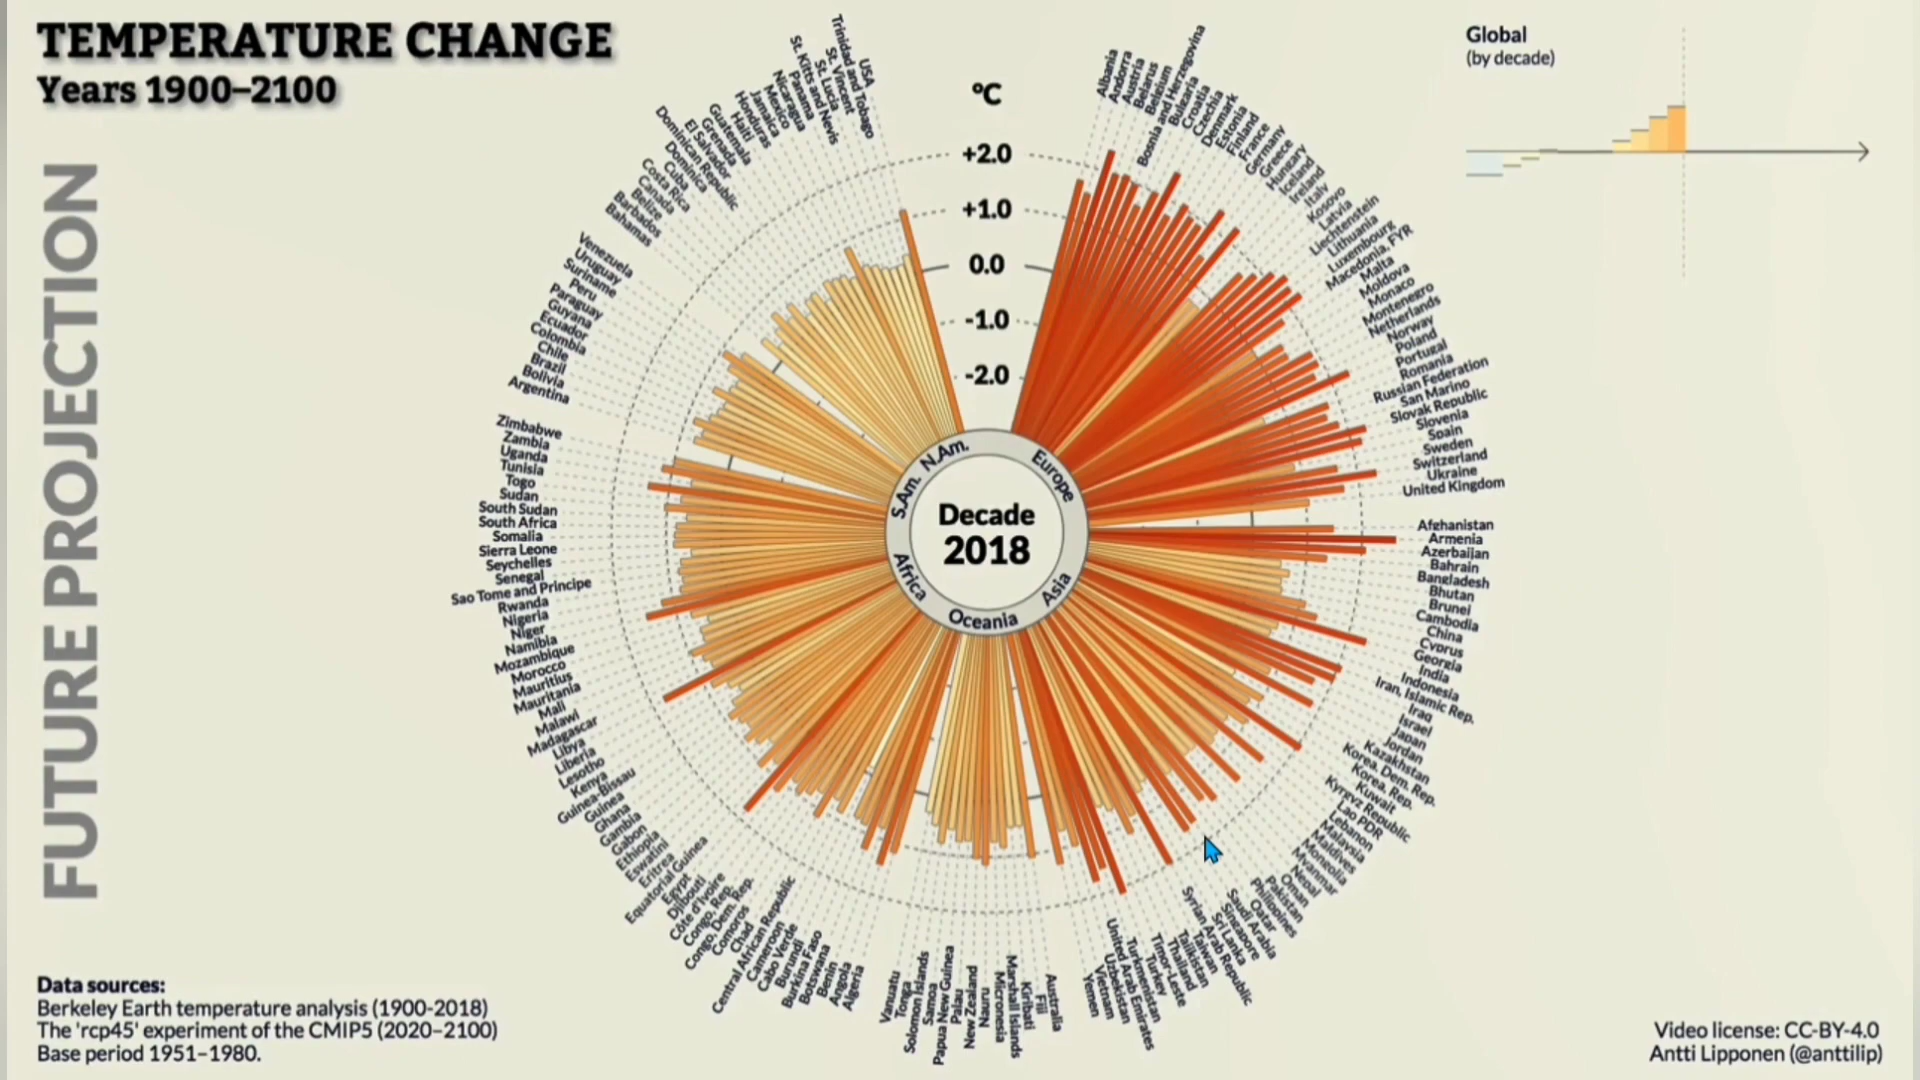 TEMPERATURE CHANGE
Years 1900–2100
FUTURE PROJECTION
Global
(by decade)
°C
+2.0
+1.0
0.0
-1.0
-2.0
Decade
2018
Europe
Asia
Oceania
Africa
S.Am.
N.Am.
Albania
Andorra
Austria
Belarus
Belgium
Bosnia and Herzegovina
Bulgaria
Croatia
Czechia
Denmark
Estonia
Finland
France
Germany
Greece
Hungary
Iceland
Ireland
Italy
Kosovo
Latvia
Liechtenstein
Lithuania
Luxembourg
Macedonia, FYR
Malta
Moldova
Monaco
Montenegro
Netherlands
Norway
Poland
Portugal
Romania
Russian Federation
San Marino
Slovak Republic
Slovenia
Spain
Sweden
Switzerland
Ukraine
United Kingdom
Afghanistan
Armenia
Azerbaijan
Bahrain
Bangladesh
Bhutan
Brunei
Cambodia
China
Cyprus
Georgia
India
Indonesia
Iran, Islamic Rep.
Iraq
Israel
Japan
Jordan
Kazakhstan
Korea, Dem. Rep.
Korea, Rep.
Kuwait
Kyrgyz Republic
Lao PDR
Lebanon
Malaysia
Maldives
Mongolia
Myanmar
Nepal
Oman
Pakistan
Philippines
Qatar
Saudi Arabia
Singapore
Sri Lanka
Syrian Arab Republic
Taiwan
Tajikistan
Thailand
Timor-Leste
Turkey
Turkmenistan
United Arab Emirates
Uzbekistan
Vietnam
Yemen
Australia
Fiji
Kiribati
Marshall Islands
Micronesia
Nauru
New Zealand
Palau
Papua New Guinea
Samoa
Solomon Islands
Tonga
Vanuatu
Algeria
Angola
Benin
Botswana
Burkina Faso
Burundi
Cabo Verde
Cameroon
Central African Republic
Chad
Comoros
Congo, Dem. Rep.
Congo, Rep.
Côte d'Ivoire
Djibouti
Egypt
Equatorial Guinea
Eritrea
Eswatini
Ethiopia
Gabon
Gambia
Ghana
Guinea
Guinea-Bissau
Kenya
Lesotho
Liberia
Libya
Madagascar
Malawi
Mali
Mauritania
Mauritius
Morocco
Mozambique
Namibia
Niger
Nigeria
Rwanda
Sao Tome and Principe
Senegal
Seychelles
Sierra Leone
Somalia
South Africa
South Sudan
Sudan
Togo
Tunisia
Uganda
Zambia
Zimbabwe
Argentina
Bolivia
Brazil
Chile
Colombia
Ecuador
Guyana
Paraguay
Peru
Suriname
Uruguay
Venezuela
Bahamas
Barbados
Belize
Canada
Costa Rica
Cuba
Dominica
Dominican Republic
El Salvador
Grenada
Guatemala
Haiti
Honduras
Jamaica
Mexico
Nicaragua
Panama
St. Kitts and Nevis
St. Lucia
St. Vincent
Trinidad and Tobago
USA
Data sources:
Berkeley Earth temperature analysis (1900-2018)
The 'rcp45' experiment of the CMIP5 (2020–2100)
Base period 1951–1980.
Video license: CC-BY-4.0
Antti Lipponen (@anttilip)